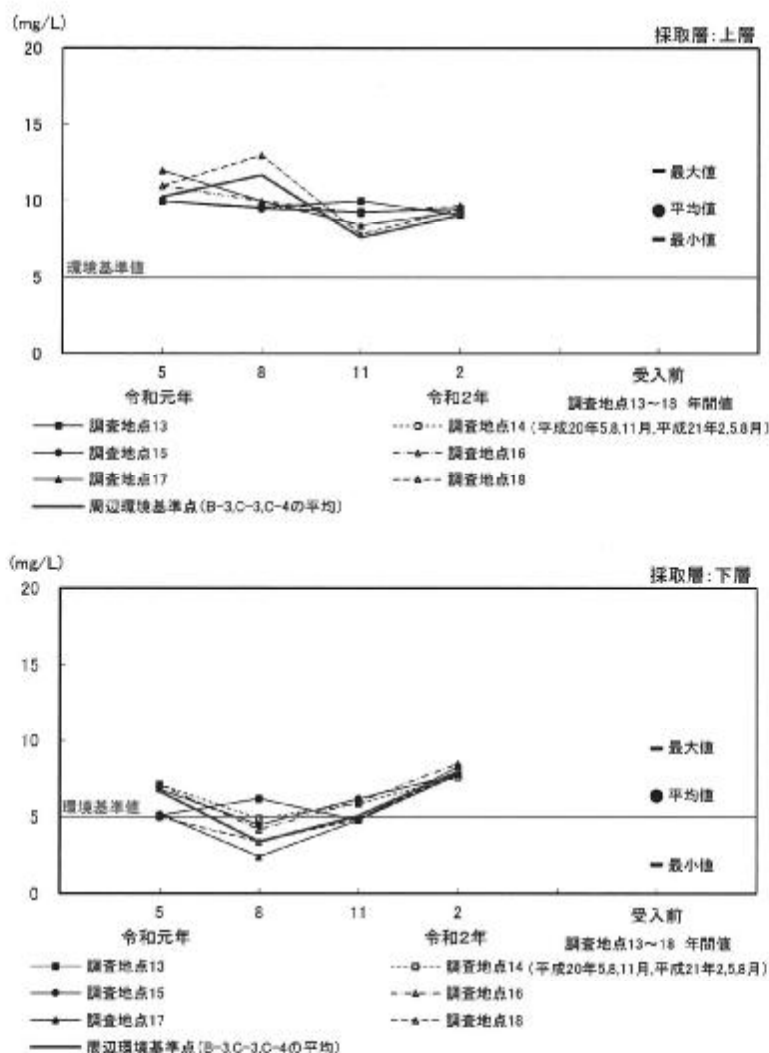 (mg/L)
採取層:上層
20
15
10
5
0
環境基準値
最大値
平均値
最小値
5 8 11 2 受入前
令和元年 令和2年 調査地点13~18 年間値
調査地点13 調査地点14 (平成20年5,8,11月,平成21年2,5,8月)
調査地点15 調査地点16
調査地点17 調査地点18
周辺環境基準点(B-3,C-3,C-4の平均)
(mg/L)
採取層:下層
20
15
10
5
0
環境基準値
最大値
平均値
最小値
5 8 11 2 受入前
令和元年 令和2年 調査地点13~18 年間値
調査地点13 調査地点14 (平成20年5,8,11月,平成21年2,5,8月)
調査地点15 調査地点16
調査地点17 調査地点18
周辺環境基準点(B-3,C-3,C-4の平均)